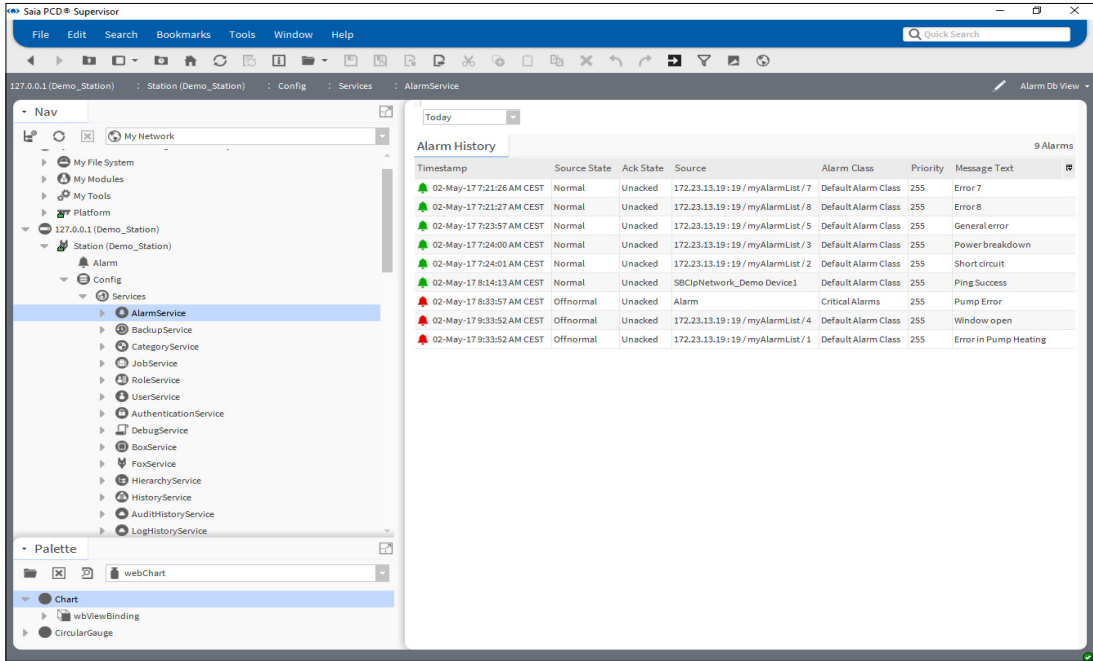 Saia PCD® Supervisor
File Edit Search Bookmarks Tools Window Help
Quick Search
127.0.0.1 (Demo_Station) : Station (Demo_Station) : Config : Services : AlarmService
Alarm Db View
Nav
My Network
My File System
My Modules
My Tools
Platform
127.0.0.1 (Demo_Station)
Station (Demo_Station)
Alarm
Config
Services
AlarmService
BackupService
CategoryService
JobService
RoleService
UserService
AuthenticationService
DebugService
BoxService
FoxService
HierarchyService
HistoryService
AuditHistoryService
LogHistoryService
Palette
webChart
Chart
wbViewBinding
CircularGauge
Today
Alarm History 9 Alarms
Timestamp Source State Ack State Source Alarm Class Priority Message Text
02-May-17 7:21:26 AM CEST Normal Unacked 172.23.13.19 : 19 / myAlarmList / 7 Default Alarm Class 255 Error 7
02-May-17 7:21:27 AM CEST Normal Unacked 172.23.13.19 : 19 / myAlarmList / 8 Default Alarm Class 255 Error 8
02-May-17 7:23:57 AM CEST Normal Unacked 172.23.13.19 : 19 / myAlarmList / 5 Default Alarm Class 255 General error
02-May-17 7:24:00 AM CEST Normal Unacked 172.23.13.19 : 19 / myAlarmList / 3 Default Alarm Class 255 Power breakdown
02-May-17 7:24:01 AM CEST Normal Unacked 172.23.13.19 : 19 / myAlarmList / 2 Default Alarm Class 255 Short circuit
02-May-17 8:14:13 AM CEST Normal Unacked SBCIpNetwork_Demo Device1 Default Alarm Class 255 Ping Success
02-May-17 8:33:57 AM CEST Offnormal Unacked Alarm Critical Alarms 255 Pump Error
02-May-17 9:33:52 AM CEST Offnormal Unacked 172.23.13.19 : 19 / myAlarmList / 4 Default Alarm Class 255 Window open
02-May-17 9:33:52 AM CEST Offnormal Unacked 172.23.13.19 : 19 / myAlarmList / 1 Default Alarm Class 255 Error in Pump Heating